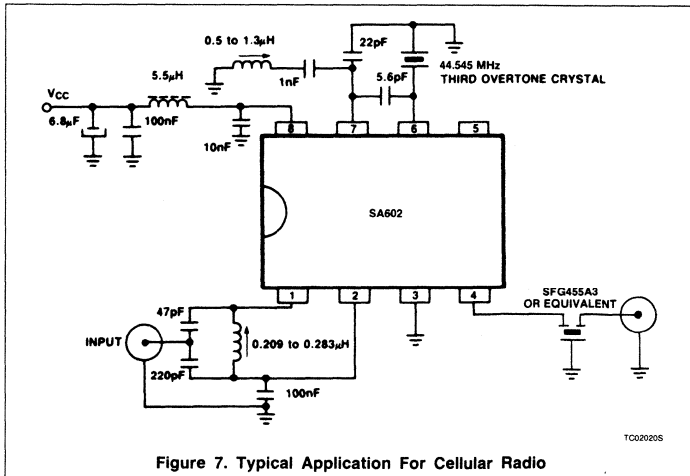 0.5 to 1.3μH
22pF
1nF
5.6pF
44.545 MHz
THIRD OVERTONE CRYSTAL
5.5μH
VCC
6.8μF
100nF
10nF
8
7
6
5
SA602
1
2
3
4
47pF
INPUT
0.209 to 0.283μH
220pF
100nF
SFG455A3
OR EQUIVALENT
TC02020S
Figure 7. Typical Application For Cellular Radio